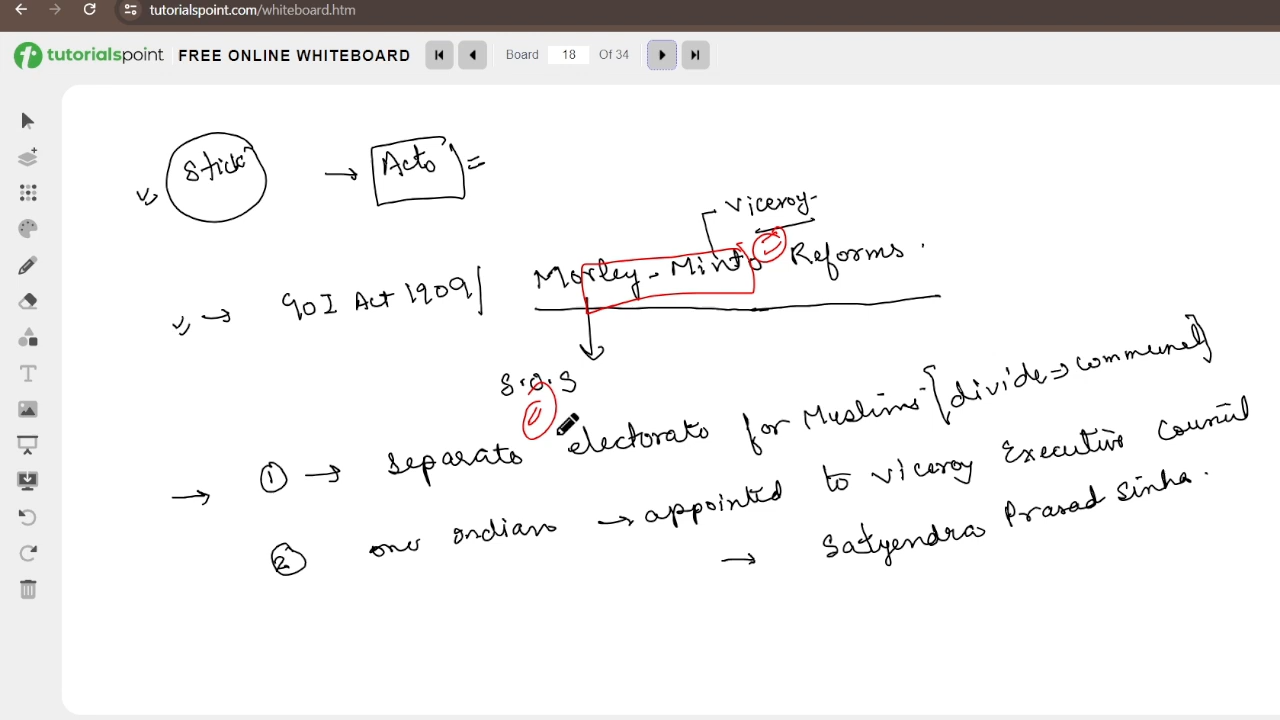 tutorialspoint.com/whiteboard.htm
tutorialspoint FREE ONLINE WHITEBOARD Board 18 Of 34
Stick → Acts =
Viceroy
→ GOI Act 1909/ Morley - Minto Reforms.
S.O.S
→ ① → Separate electorate for Muslims {divide ⇒ communal}
② one Indian → appointed to Viceroy Executive Council
→ Satyendra Prasad Sinha.